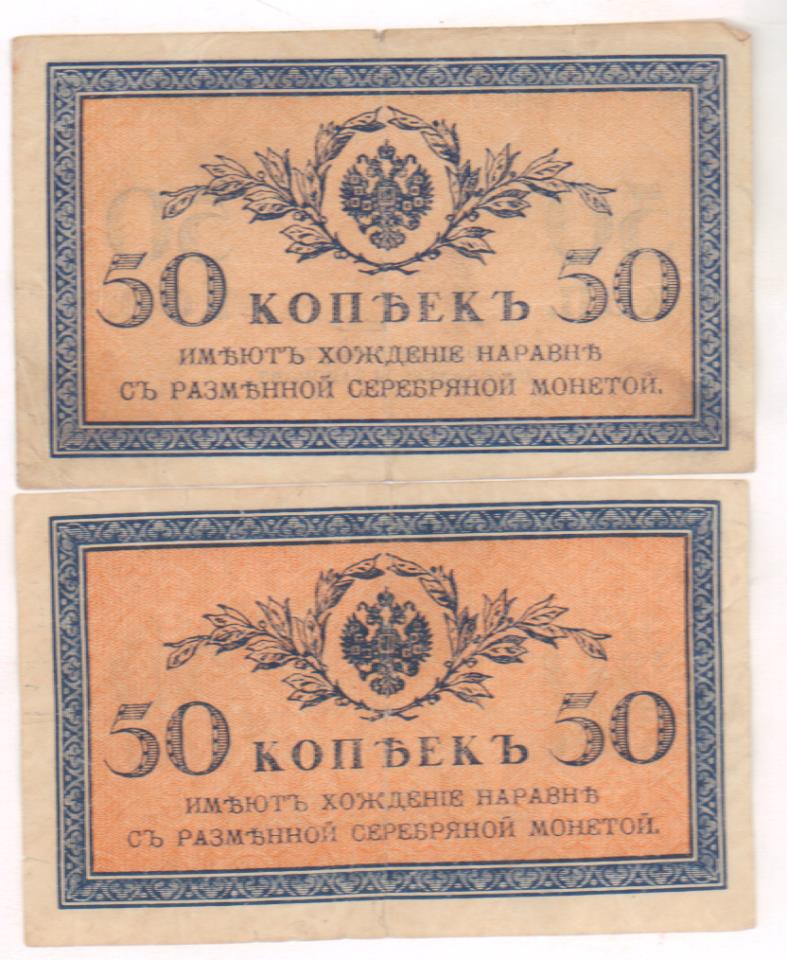 50 КОПѢЕКЪ 50
ИМѢЮТЪ ХОЖДЕНІЕ НАРАВНѢ
СЪ РАЗМѢННОЙ СЕРЕБРЯНОЙ МОНЕТОЙ.
50 КОПѢЕКЪ 50
ИМѢЮТЪ ХОЖДЕНІЕ НАРАВНѢ
СЪ РАЗМѢННОЙ СЕРЕБРЯНОЙ МОНЕТОЙ.